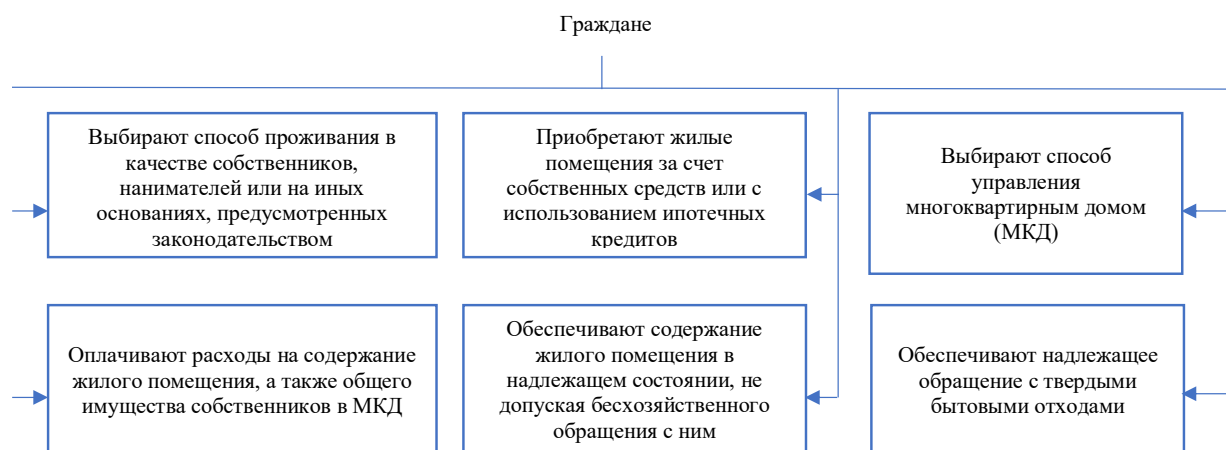 Граждане
Выбирают способ проживания в
качестве собственников,
нанимателей или на иных
основаниях, предусмотренных
законодательством
Приобретают жилые
помещения за счет
собственных средств или с
использованием ипотечных
кредитов
Выбирают способ
управления
многоквартирным домом
(МКД)
Оплачивают расходы на содержание
жилого помещения, а также общего
имущества собственников в МКД
Обеспечивают содержание
жилого помещения в
надлежащем состоянии, не
допуская бесхозяйственного
обращения с ним
Обеспечивают надлежащее
обращение с твердыми
бытовыми отходами